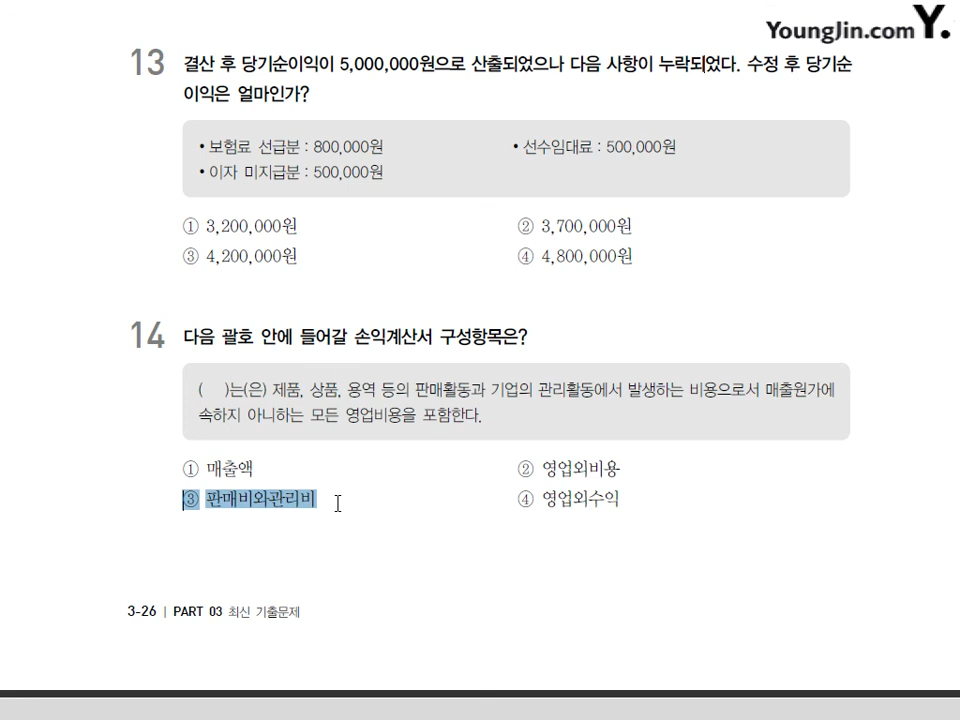 YoungJin.com Y.
13 결산 후 당기순이익이 5,000,000원으로 산출되었으나 다음 사항이 누락되었다. 수정 후 당기순
이익은 얼마인가?
• 보험료 선급분 : 800,000원 • 선수임대료 : 500,000원
• 이자 미지급분 : 500,000원
① 3,200,000원 ② 3,700,000원
③ 4,200,000원 ④ 4,800,000원
14 다음 괄호 안에 들어갈 손익계산서 구성항목은?
( )는(은) 제품, 상품, 용역 등의 판매활동과 기업의 관리활동에서 발생하는 비용으로서 매출원가에
속하지 아니하는 모든 영업비용을 포함한다.
① 매출액 ② 영업외비용
③ 판매비와관리비 ④ 영업외수익
3-26 | PART 03 최신 기출문제